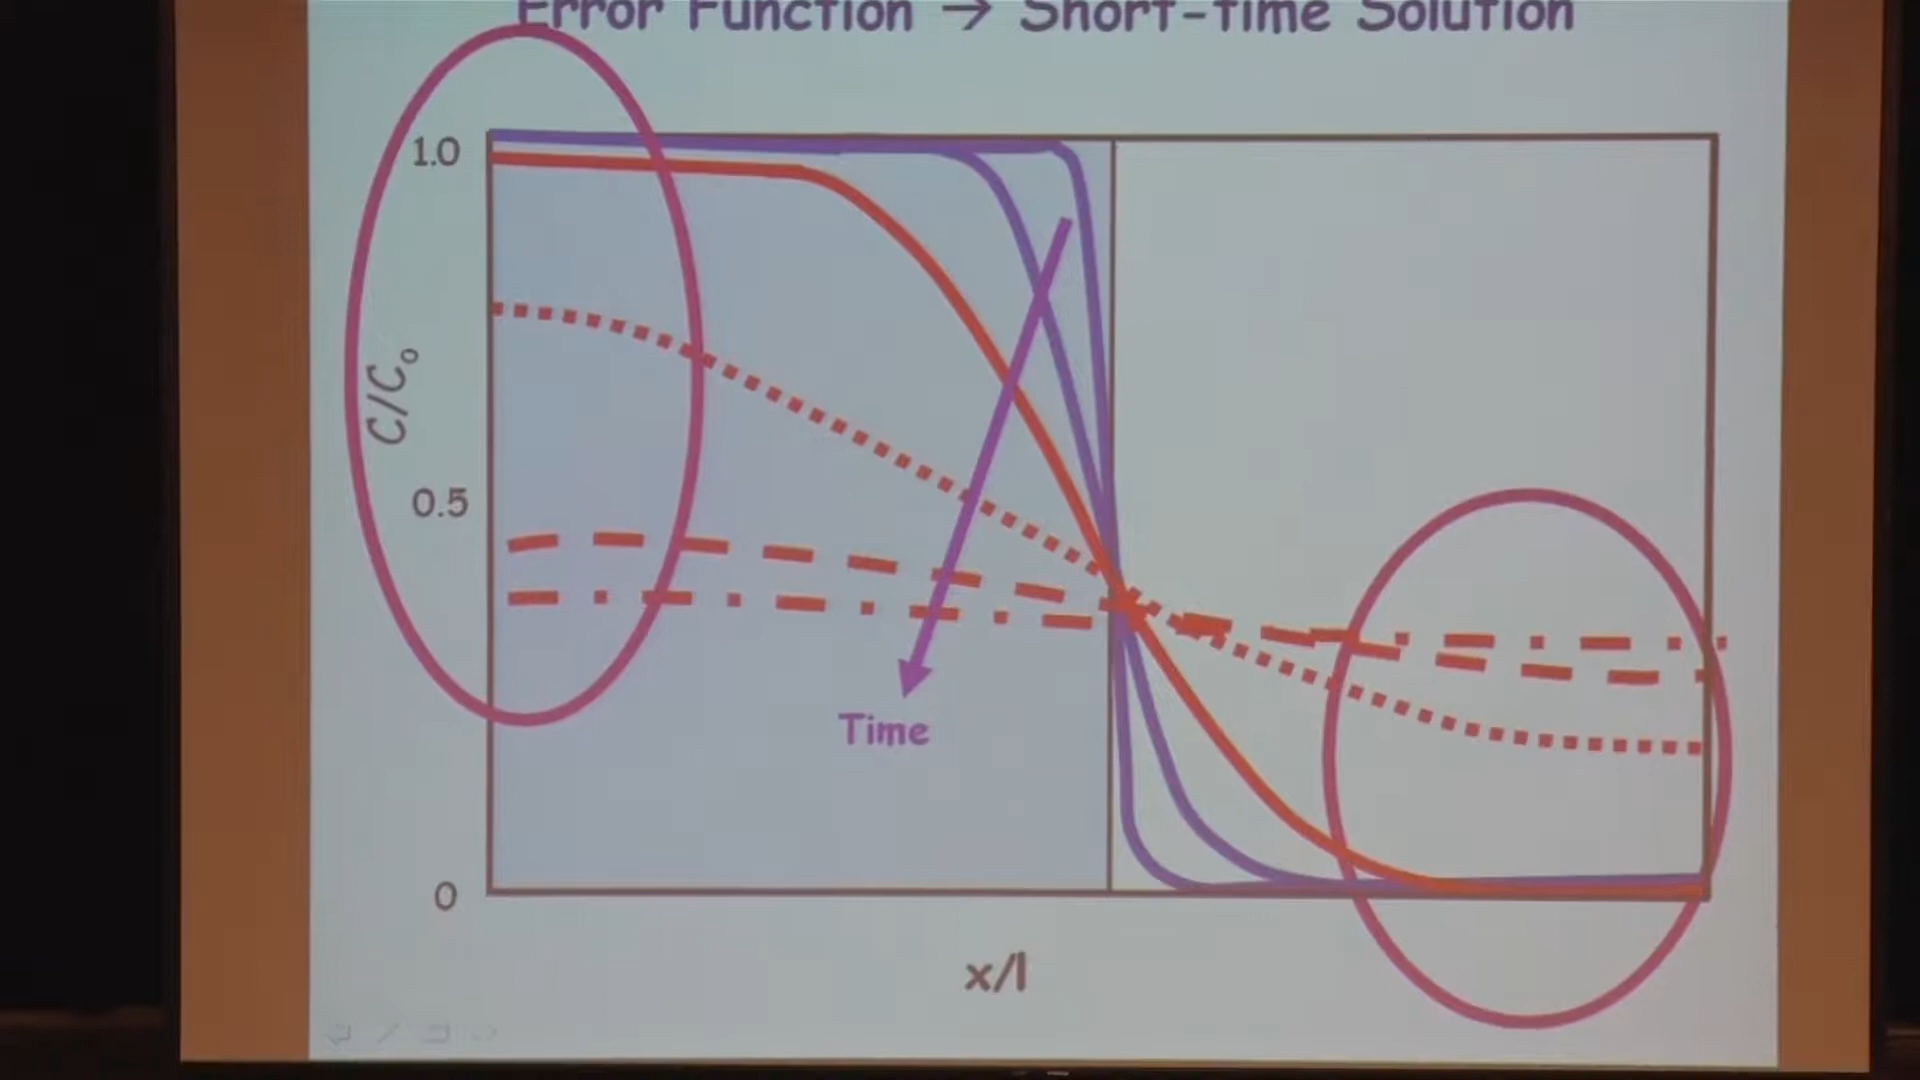 Error Function → Short-time Solution
1.0
C/C₀
0.5
Time
0
x/l